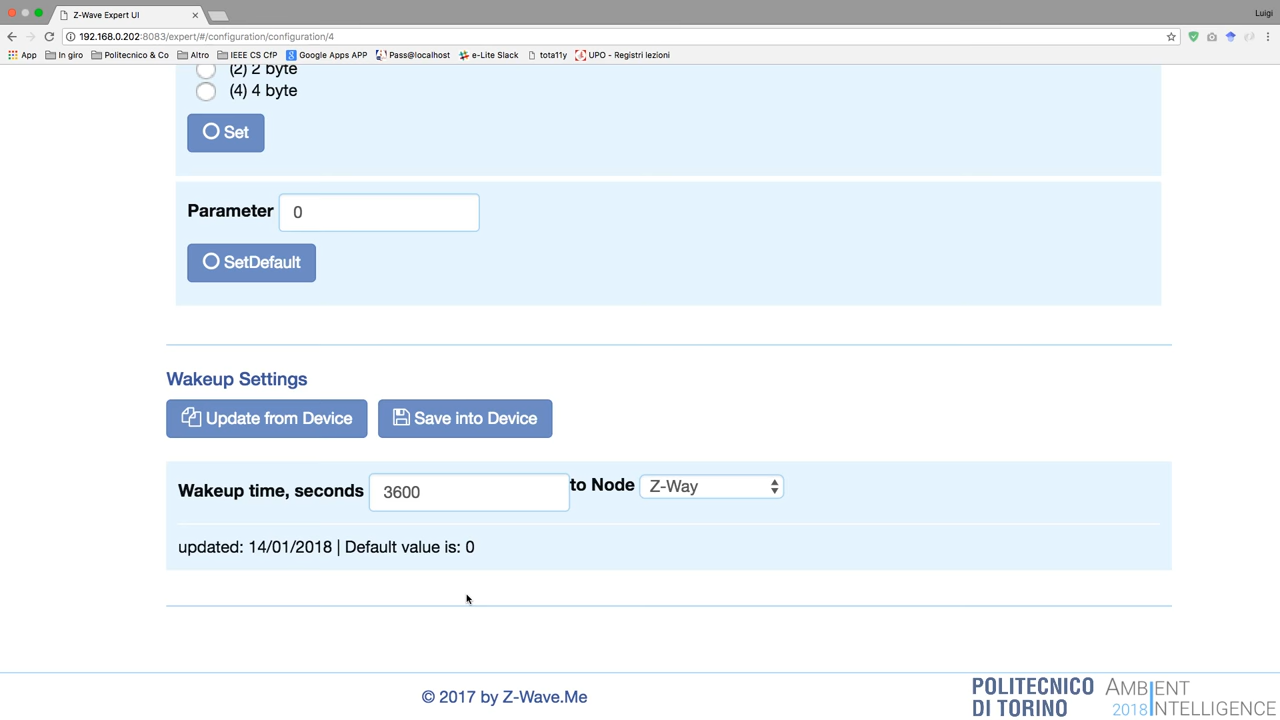 Z-Wave Expert UI
Luigi
192.168.0.202:8083/expert/#/configuration/configuration/4
App In giro Politecnico & Co Altro IEEE CS CfP Google Apps APP Pass@localhost e-Lite Slack tota11y UPO - Registri lezioni
(2) 2 byte
(4) 4 byte
Set
Parameter 0
SetDefault
Wakeup Settings
Update from Device Save into Device
Wakeup time, seconds 3600 to Node Z-Way
updated: 14/01/2018 | Default value is: 0
© 2017 by Z-Wave.Me
POLITECNICO
DI TORINO
AMBIENT
2018 INTELLIGENCE